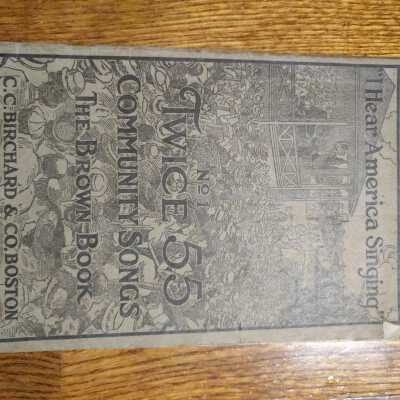 "I Hear America Singing"
No 1
TWICE 55
COMMUNITY SONGS
THE BROWN BOOK
C. C. BIRCHARD & CO. BOSTON